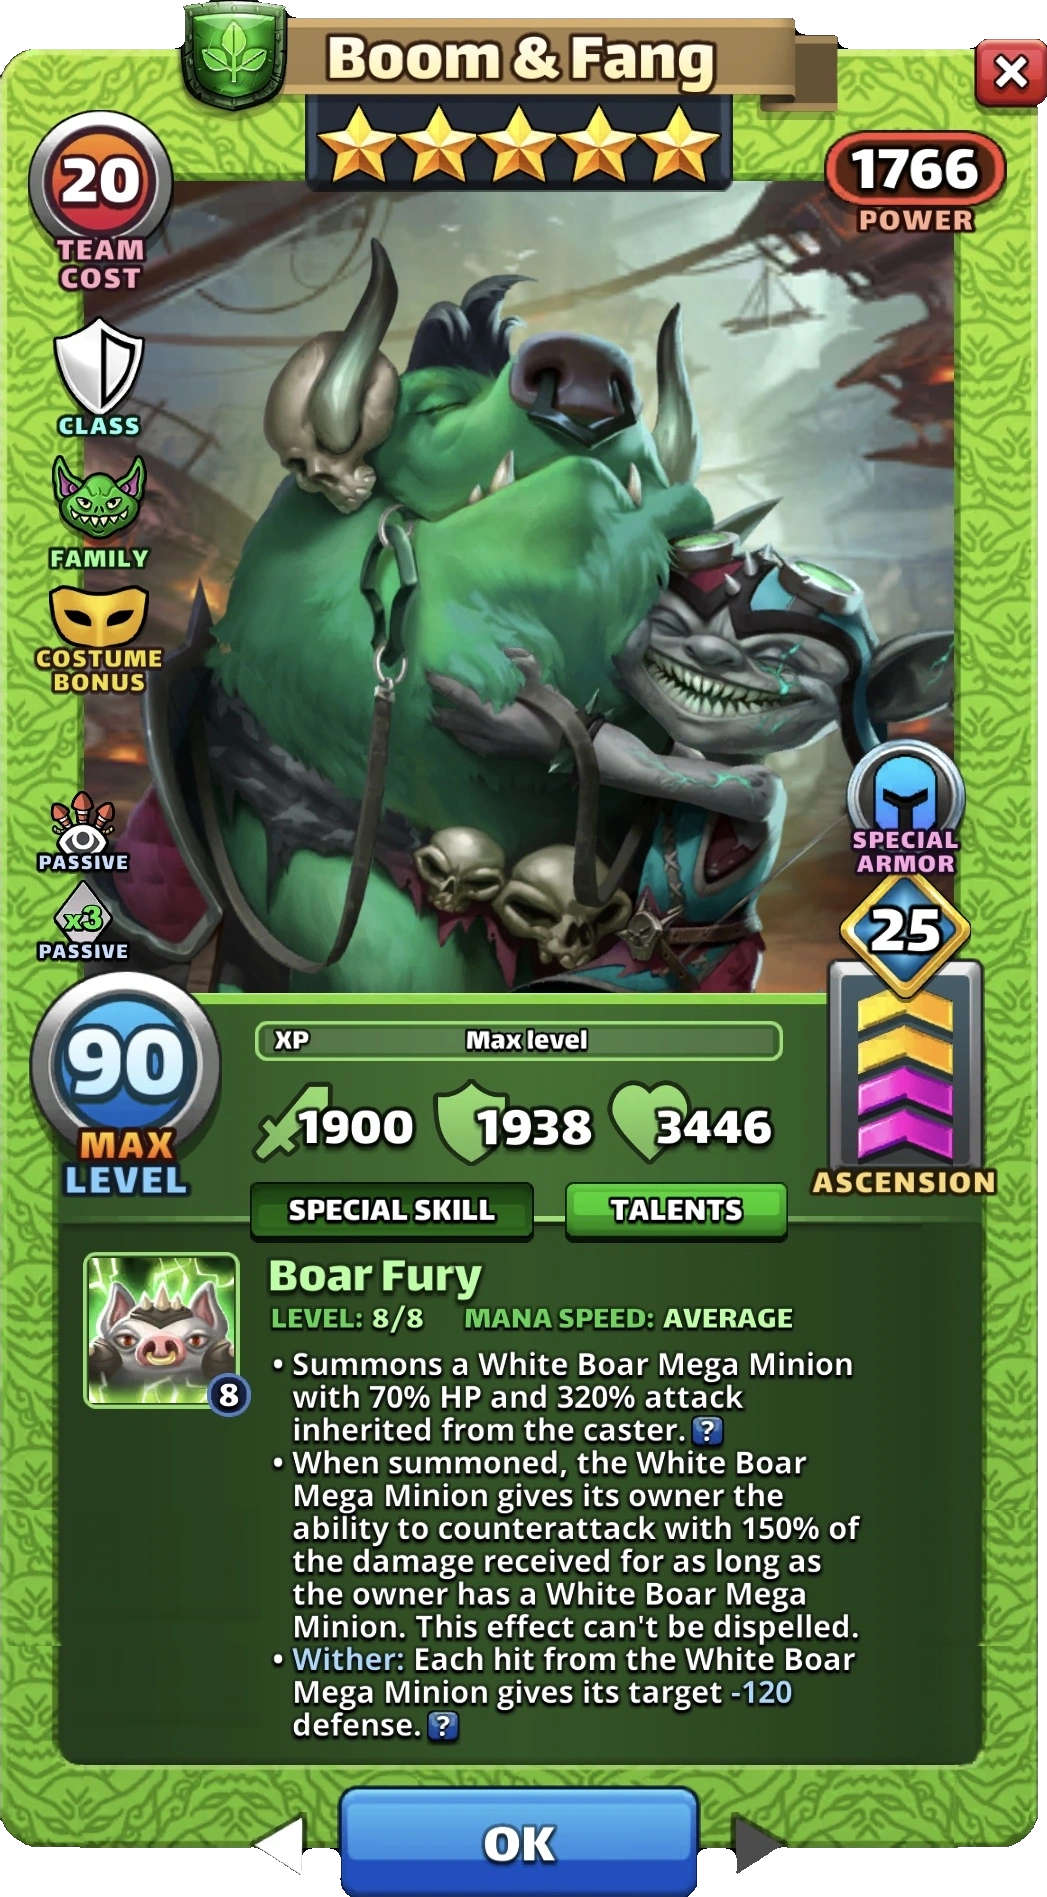 Boom & Fang
20
TEAM
COST
1766
POWER
CLASS
FAMILY
COSTUME
BONUS
PASSIVE
x3
PASSIVE
SPECIAL
ARMOR
25
90
MAX
LEVEL
XP Max level
1900 1938 3446
ASCENSION
SPECIAL SKILL TALENTS
Boar Fury
LEVEL: 8/8 MANA SPEED: AVERAGE
8
• Summons a White Boar Mega Minion
with 70% HP and 320% attack
inherited from the caster. ?
• When summoned, the White Boar
Mega Minion gives its owner the
ability to counterattack with 150% of
the damage received for as long as
the owner has a White Boar Mega
Minion. This effect can't be dispelled.
• Wither: Each hit from the White Boar
Mega Minion gives its target -120
defense. ?
OK